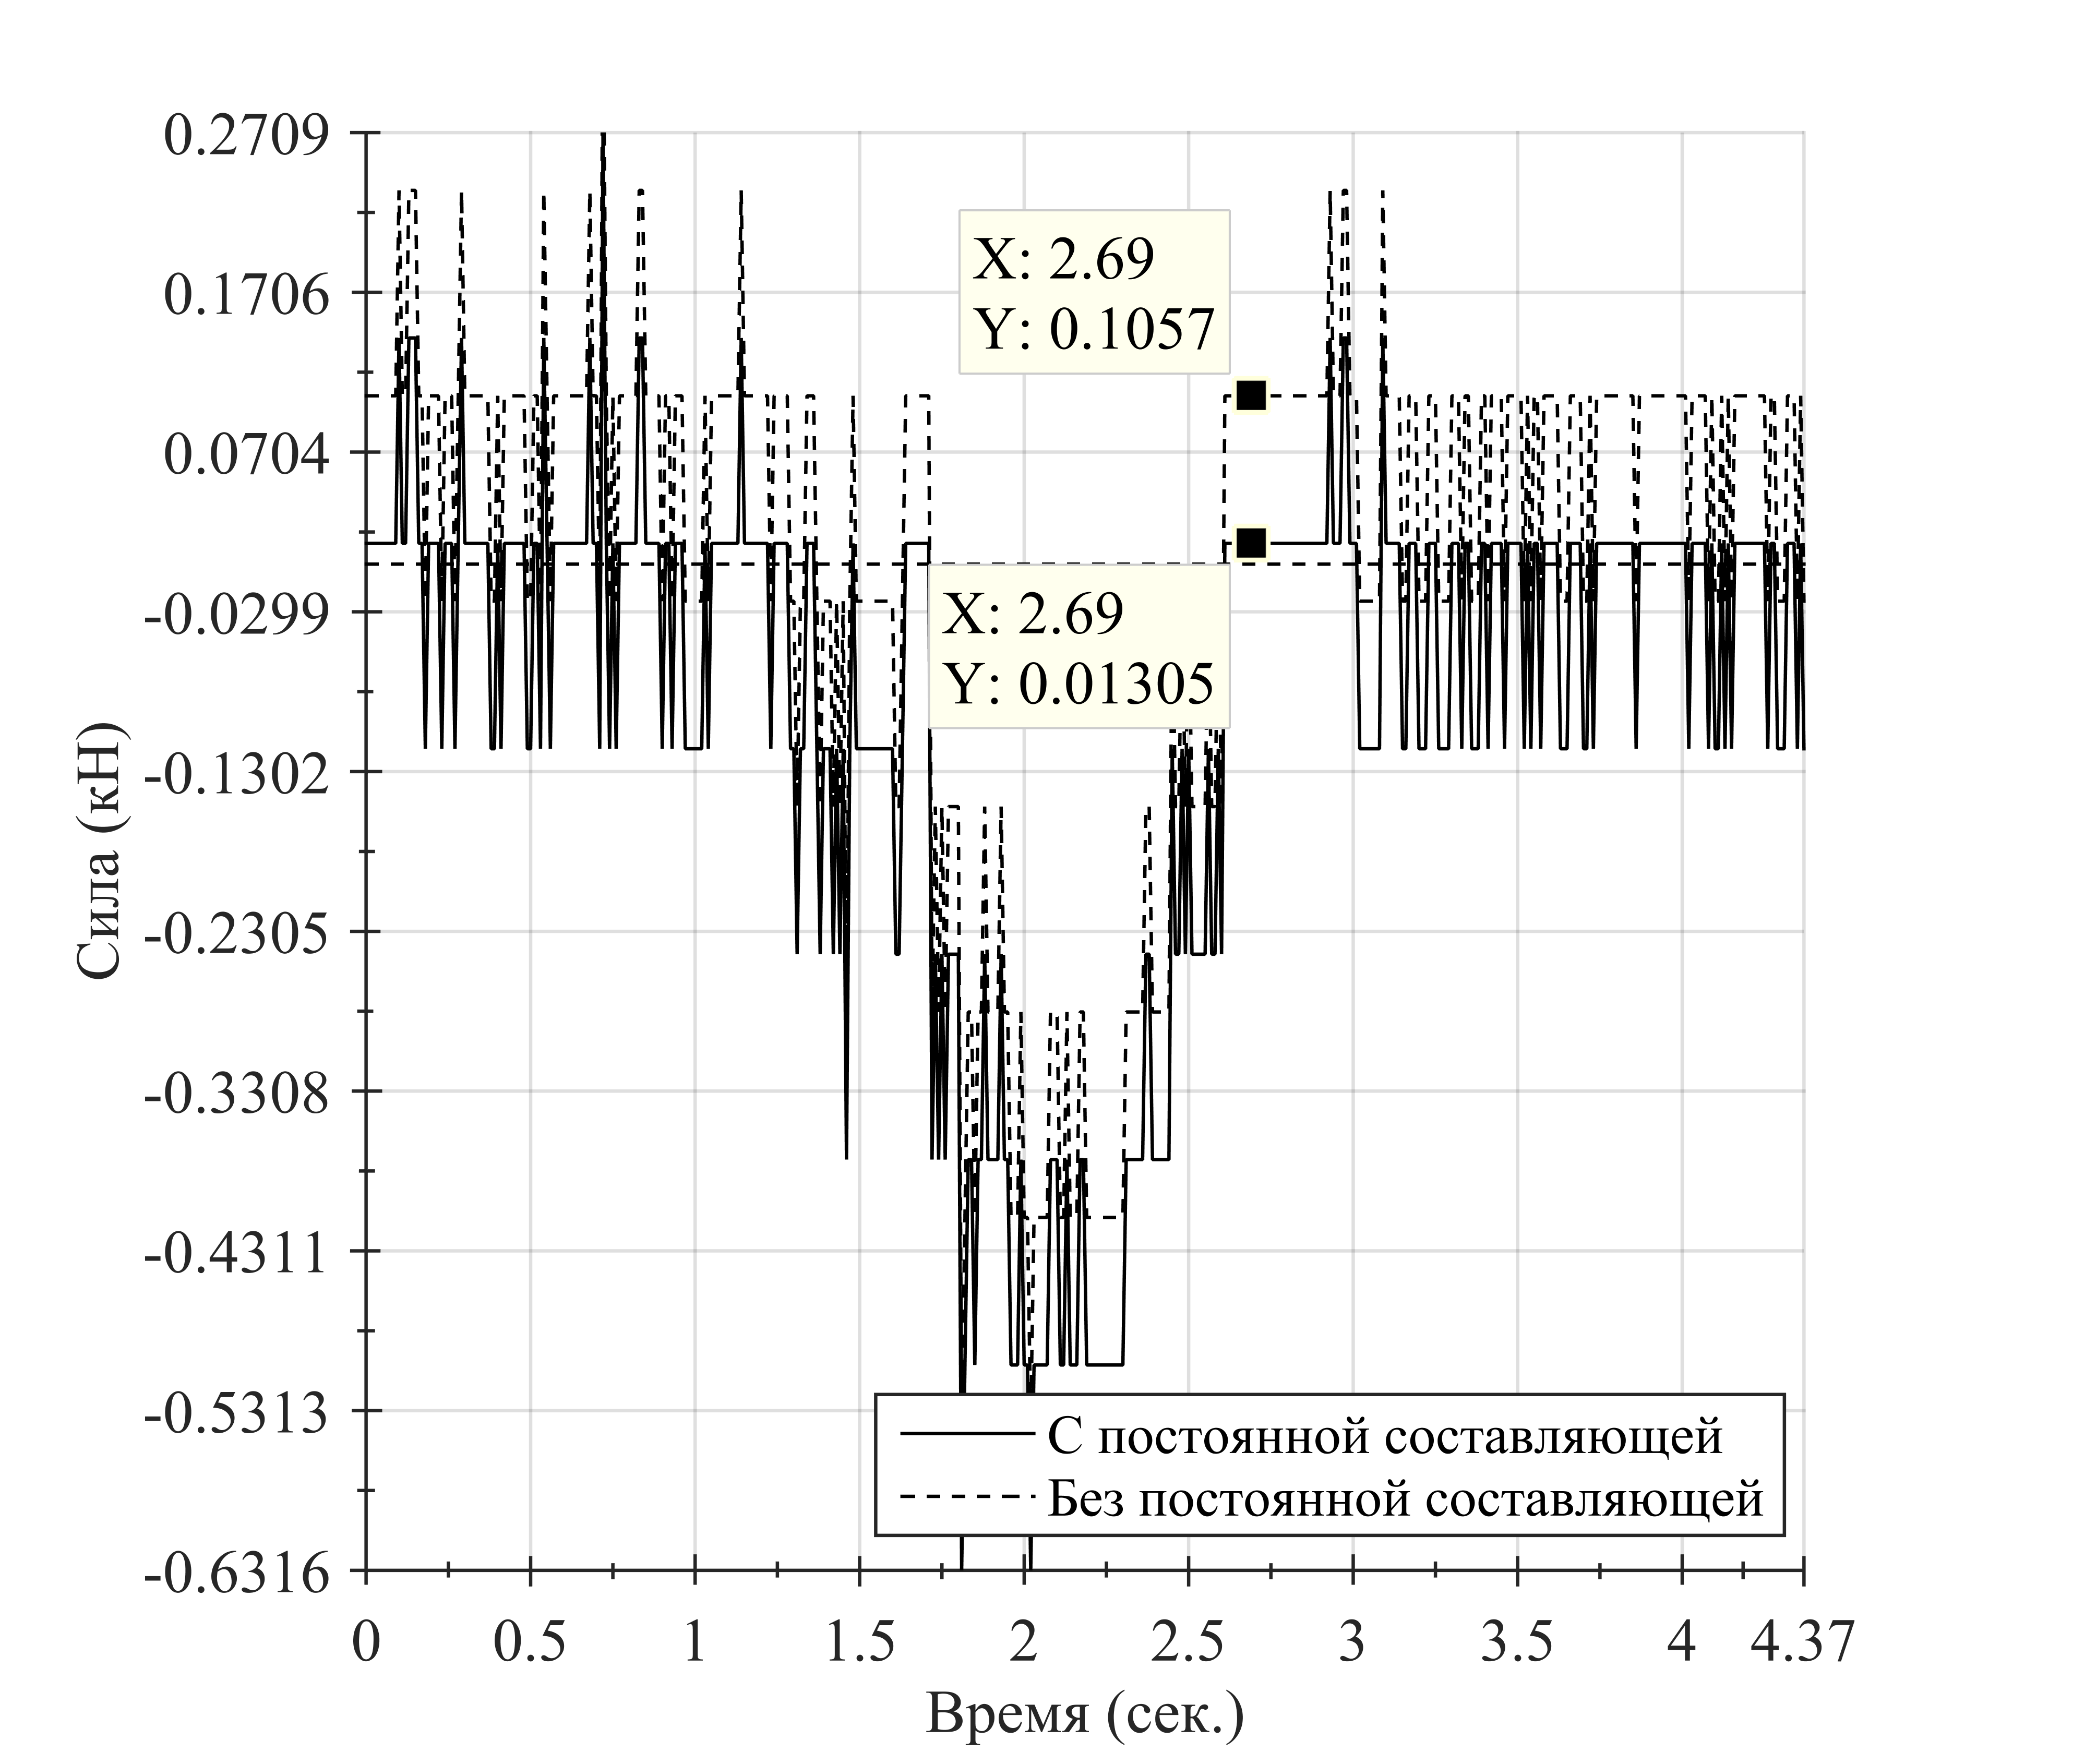 0.2709
0.1706
0.0704
-0.0299
-0.1302
-0.2305
-0.3308
-0.4311
-0.5313
-0.6316
Сила (кН)
X: 2.69
Y: 0.1057
X: 2.69
Y: 0.01305
С постоянной составляющей
Без постоянной составляющей
0 0.5 1 1.5 2 2.5 3 3.5 4 4.37
Время (сек.)